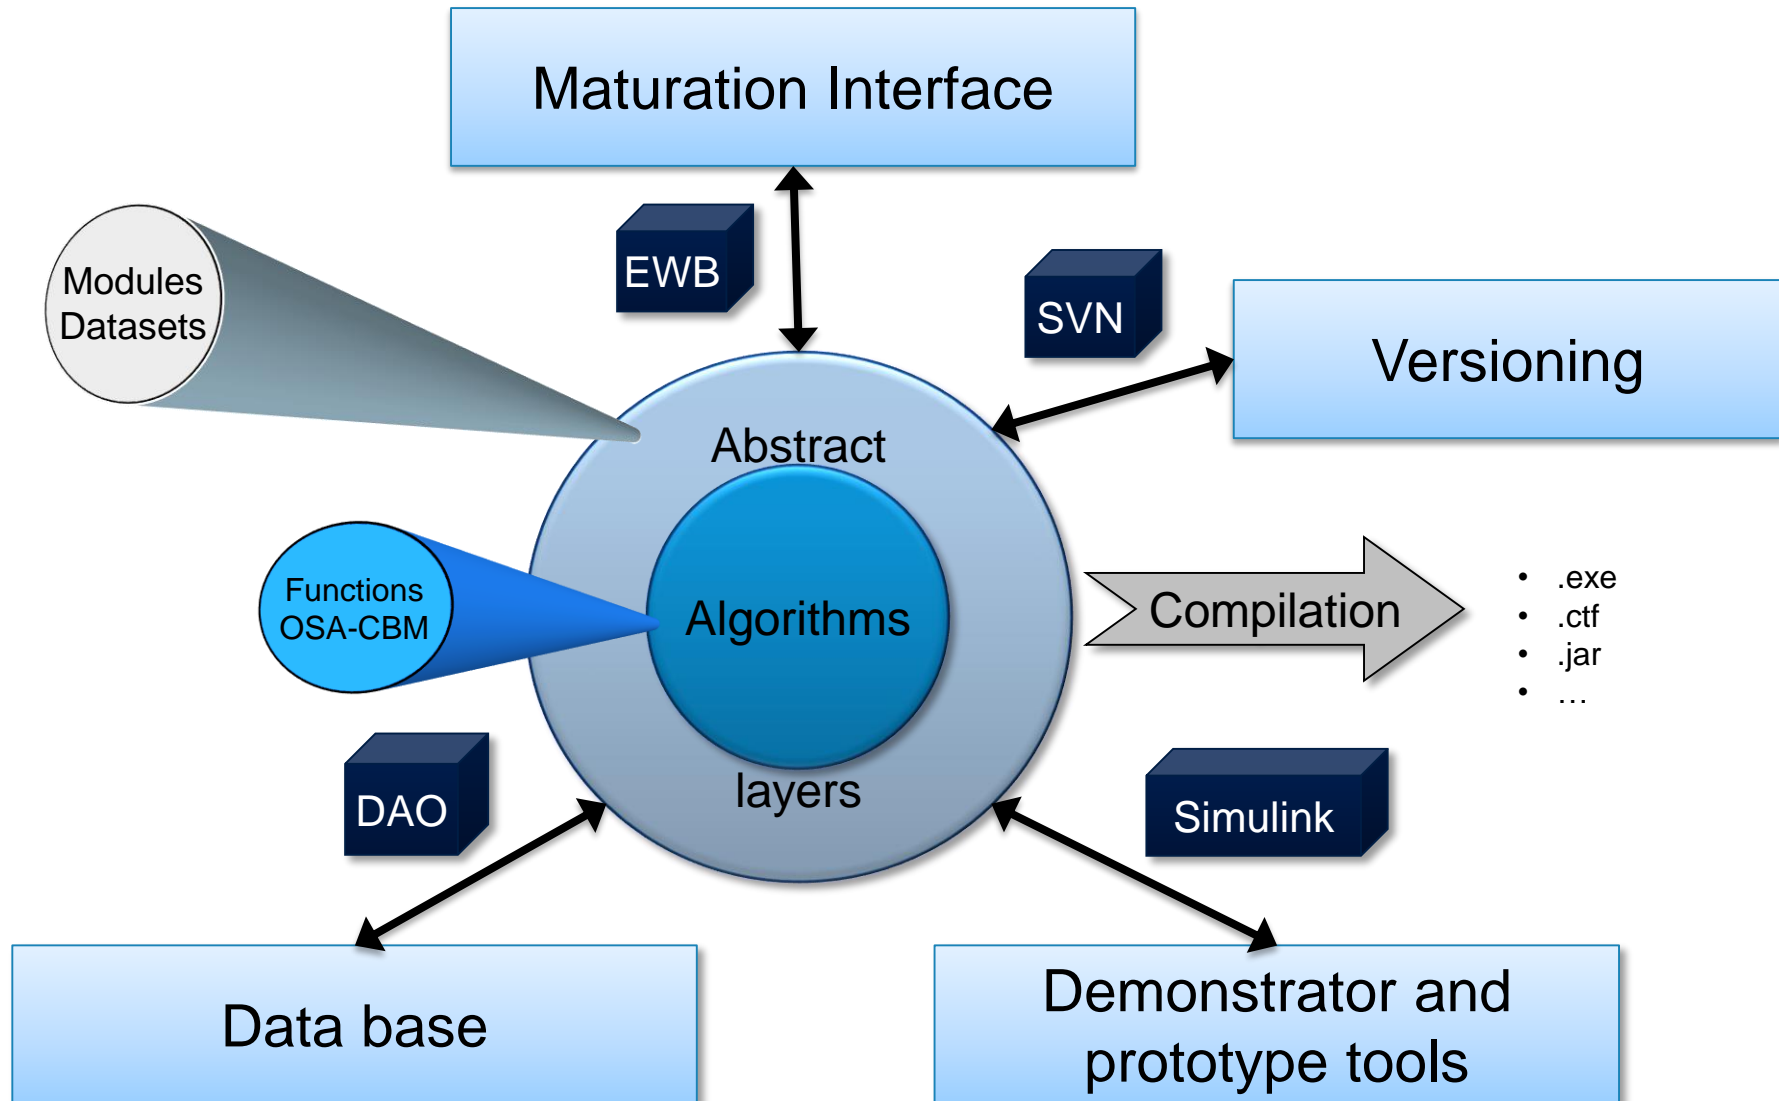 Maturation Interface
EWB
Modules
Datasets
SVN
Versioning
Abstract
Functions
OSA-CBM
Algorithms
Compilation
• .exe
• .ctf
• .jar
• …
layers
DAO
Simulink
Data base
Demonstrator and
prototype tools